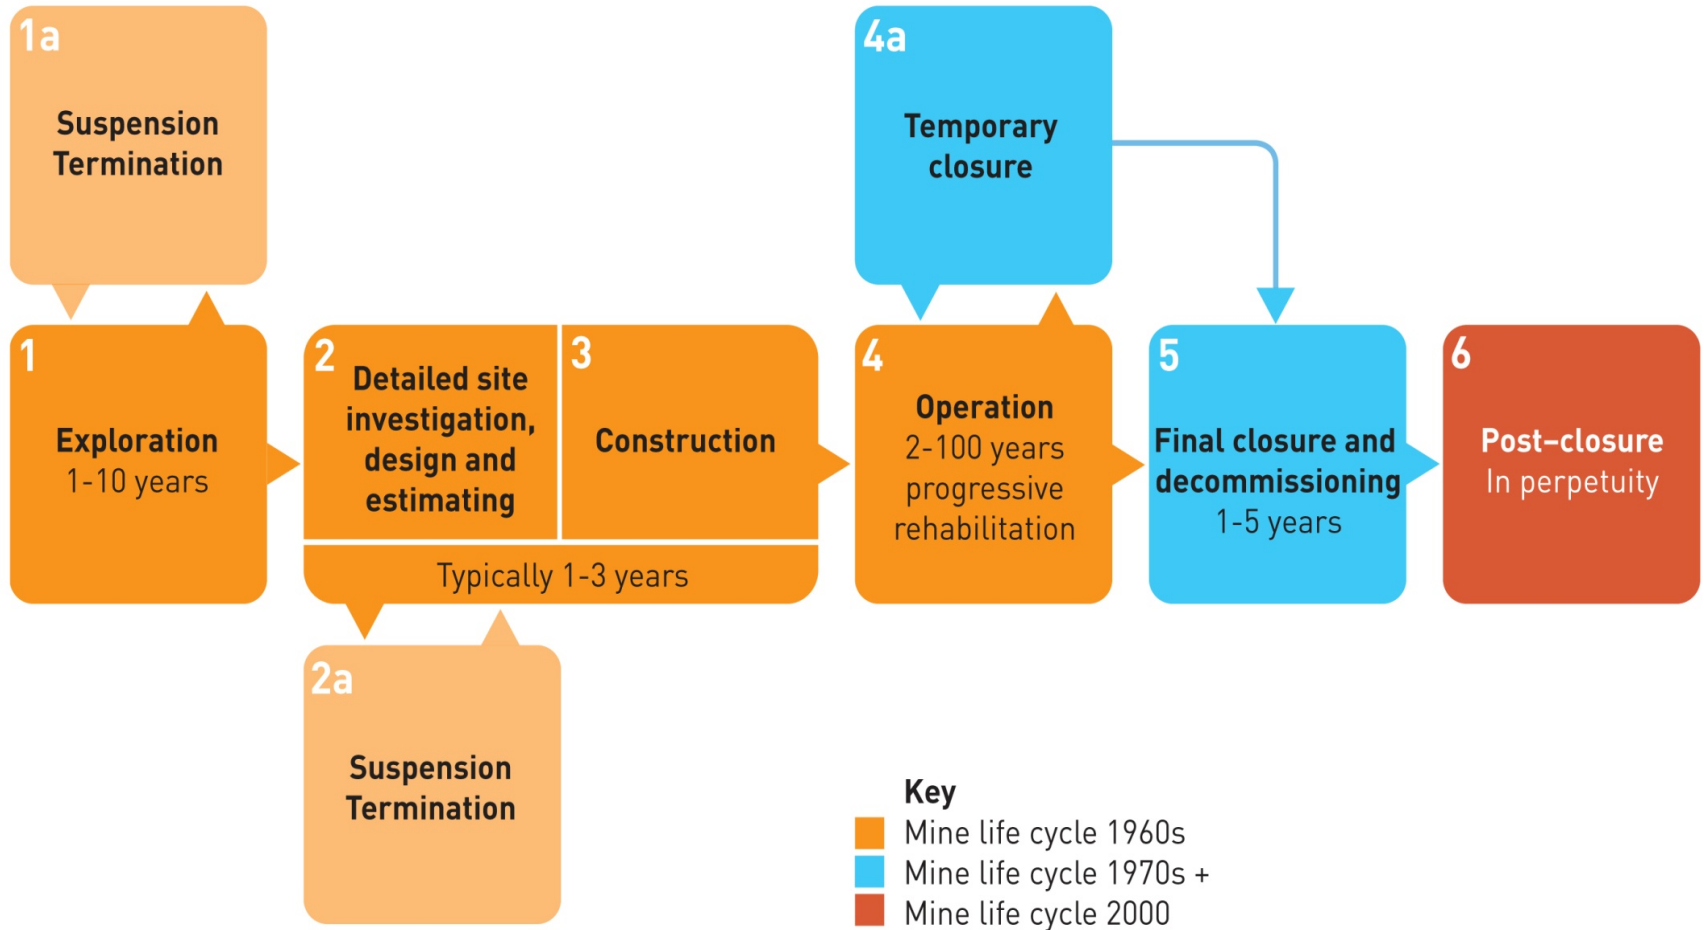 1a
Suspension
Termination
4a
Temporary
closure
1
Exploration
1-10 years
2
Detailed site
investigation,
design and
estimating
3
Construction
Typically 1-3 years
4
Operation
2-100 years
progressive
rehabilitation
5
Final closure and
decommissioning
1-5 years
6
Post–closure
In perpetuity
2a
Suspension
Termination
Key
Mine life cycle 1960s
Mine life cycle 1970s +
Mine life cycle 2000